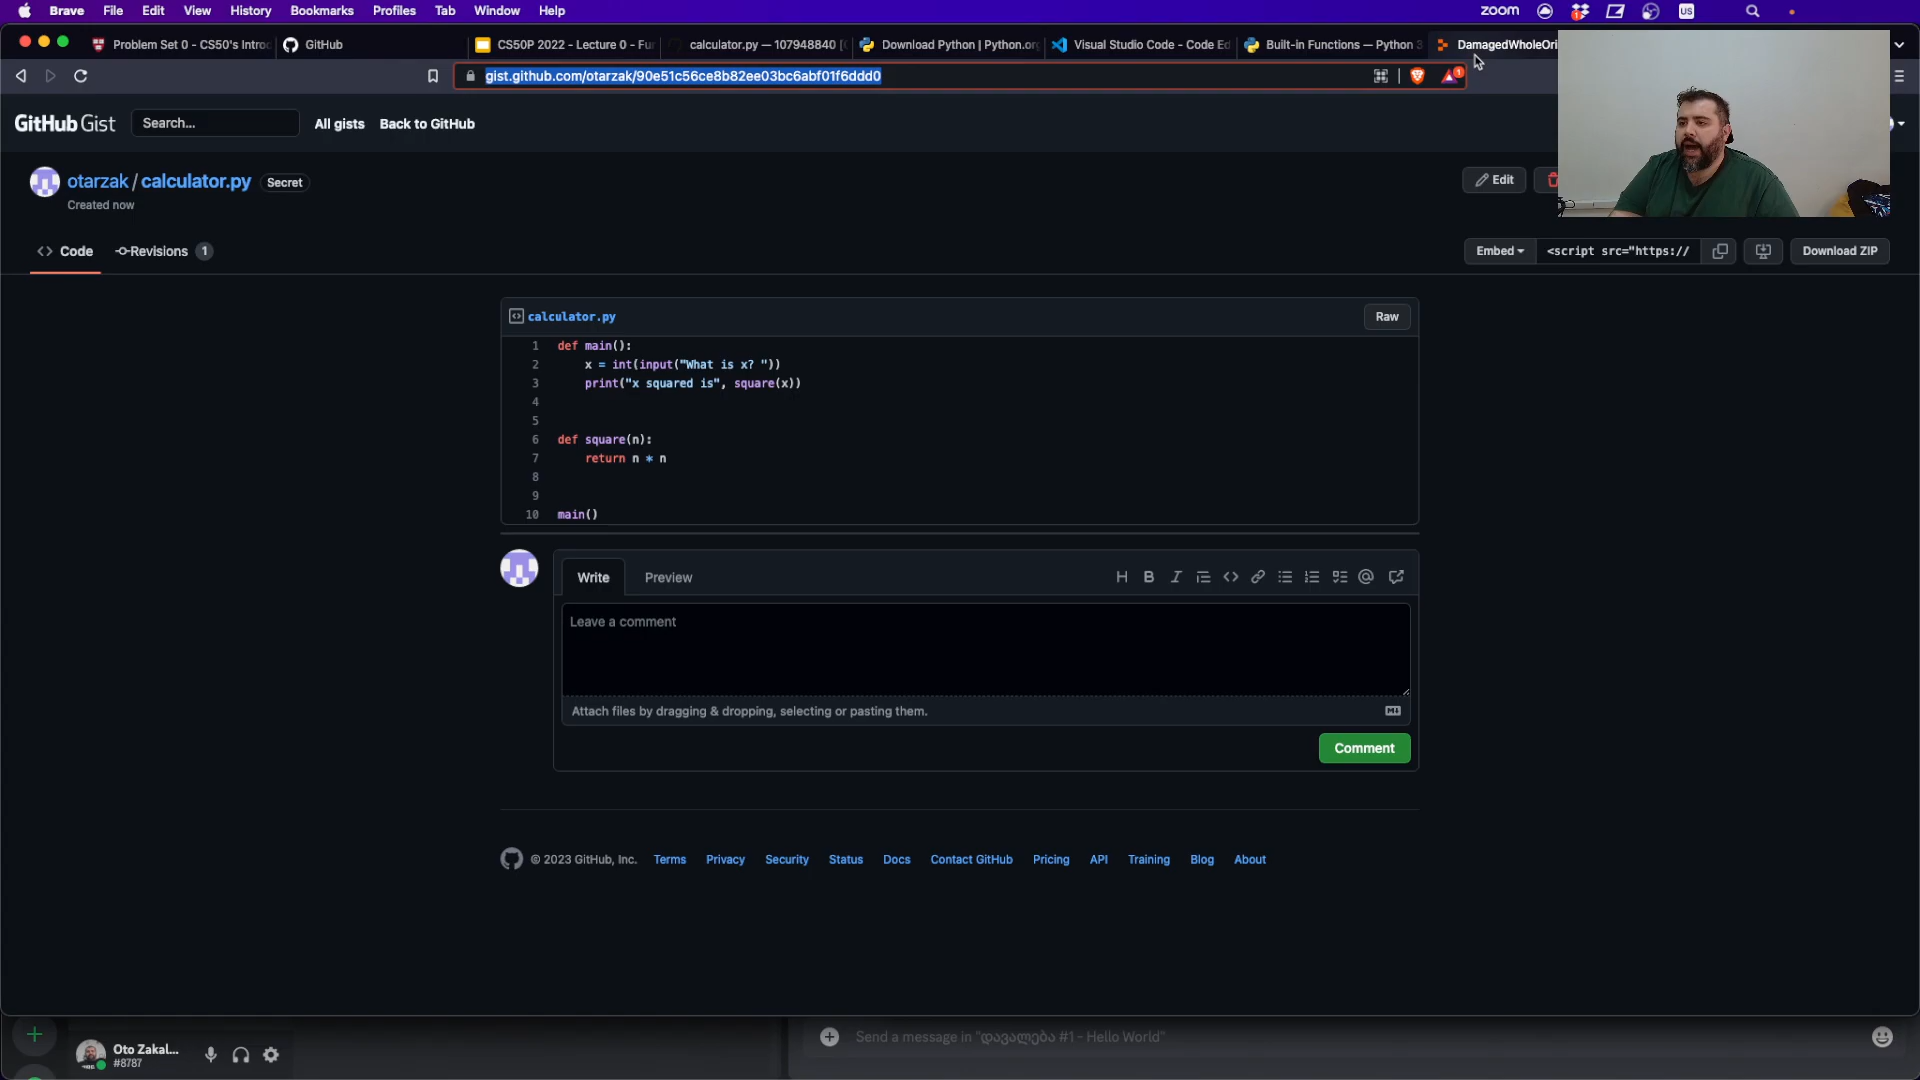 Brave File Edit View History Bookmarks Profiles Tab Window Help zoom US
Problem Set 0 - CS50's Intro
GitHub
CS50P 2022 - Lecture 0 - Fu
calculator.py — 107948840 [
Download Python | Python.or
Visual Studio Code - Code Ed
Built-in Functions — Python 3
DamagedWholeOri
gist.github.com/otarzak/90e51c56ce8b82ee03bc6abf01f6ddd0
1
GitHub Gist Search... All gists Back to GitHub
otarzak / calculator.py Secret
Edit
Created now
Code Revisions 1
Embed <script src="https:// Download ZIP
calculator.py Raw
1 def main():
2 x = int(input("What is x? "))
3 print("x squared is", square(x))
4
5
6 def square(n):
7 return n * n
8
9
10 main()
Write Preview
Leave a comment
Attach files by dragging & dropping, selecting or pasting them.
Comment
© 2023 GitHub, Inc. Terms Privacy Security Status Docs Contact GitHub Pricing API Training Blog About
Oto Zakal...
#8787
Send a message in "დავალება #1 - Hello World"